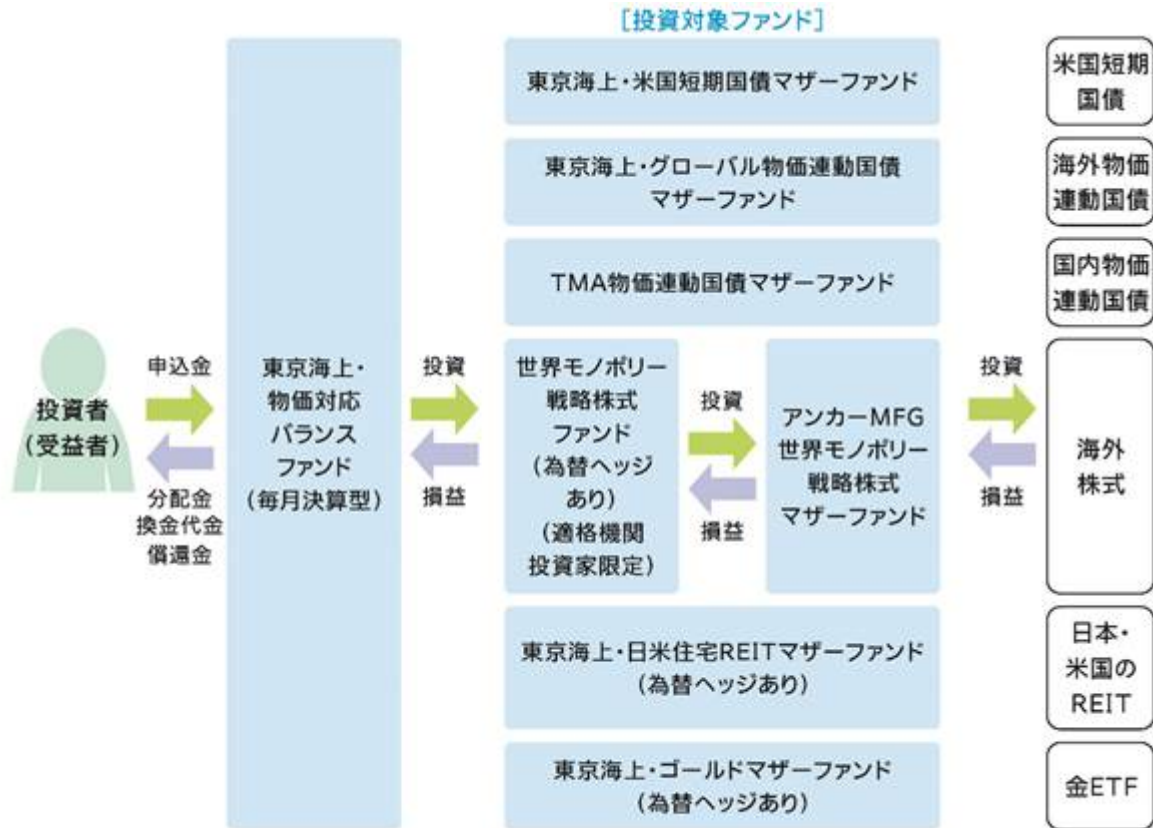 ［投資対象ファンド］
東京海上・米国短期国債マザーファンド
米国短期
国債
東京海上・グローバル物価連動国債
マザーファンド
海外物価
連動国債
TMA物価連動国債マザーファンド
国内物価
連動国債
投資者
（受益者）
申込金
分配金
換金代金
償還金
東京海上・
物価対応
バランス
ファンド
（毎月決算型）
投資
損益
世界モノポリー
戦略株式
ファンド
（為替ヘッジ
あり）
（適格機関
投資家限定）
投資
損益
アンカーMFG
世界モノポリー
戦略株式
マザーファンド
投資
損益
海外
株式
東京海上・日米住宅REITマザーファンド
（為替ヘッジあり）
日本・
米国の
REIT
東京海上・ゴールドマザーファンド
（為替ヘッジあり）
金ETF